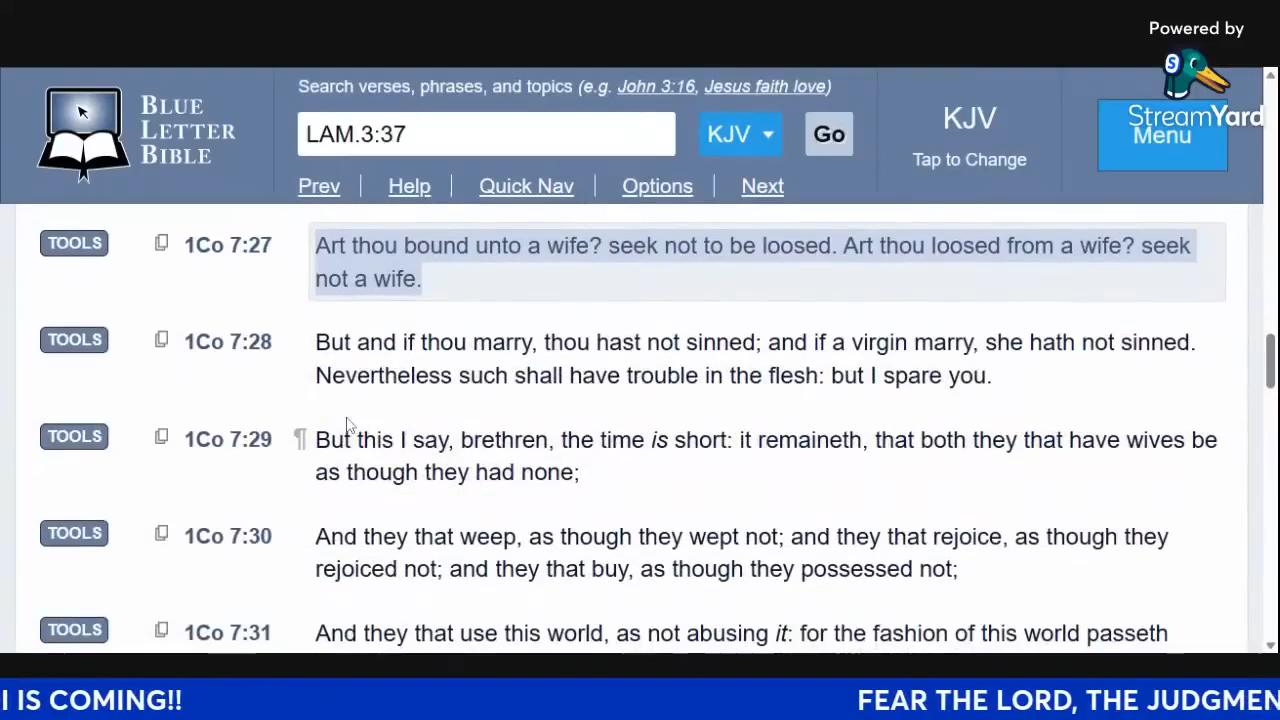 Powered by
StreamYard
BLUE
LETTER
BIBLE
Search verses, phrases, and topics (e.g. John 3:16, Jesus faith love)
LAM.3:37
KJV
Go
KJV
Tap to Change
Menu
Prev
Help
Quick Nav
Options
Next
TOOLS 1Co 7:27 Art thou bound unto a wife? seek not to be loosed. Art thou loosed from a wife? seek
not a wife.
TOOLS 1Co 7:28 But and if thou marry, thou hast not sinned; and if a virgin marry, she hath not sinned.
Nevertheless such shall have trouble in the flesh: but I spare you.
TOOLS 1Co 7:29 ¶ But this I say, brethren, the time is short: it remaineth, that both they that have wives be
as though they had none;
TOOLS 1Co 7:30 And they that weep, as though they wept not; and they that rejoice, as though they
rejoiced not; and they that buy, as though they possessed not;
TOOLS 1Co 7:31 And they that use this world, as not abusing it: for the fashion of this world passeth
I IS COMING!! FEAR THE LORD, THE JUDGMEN